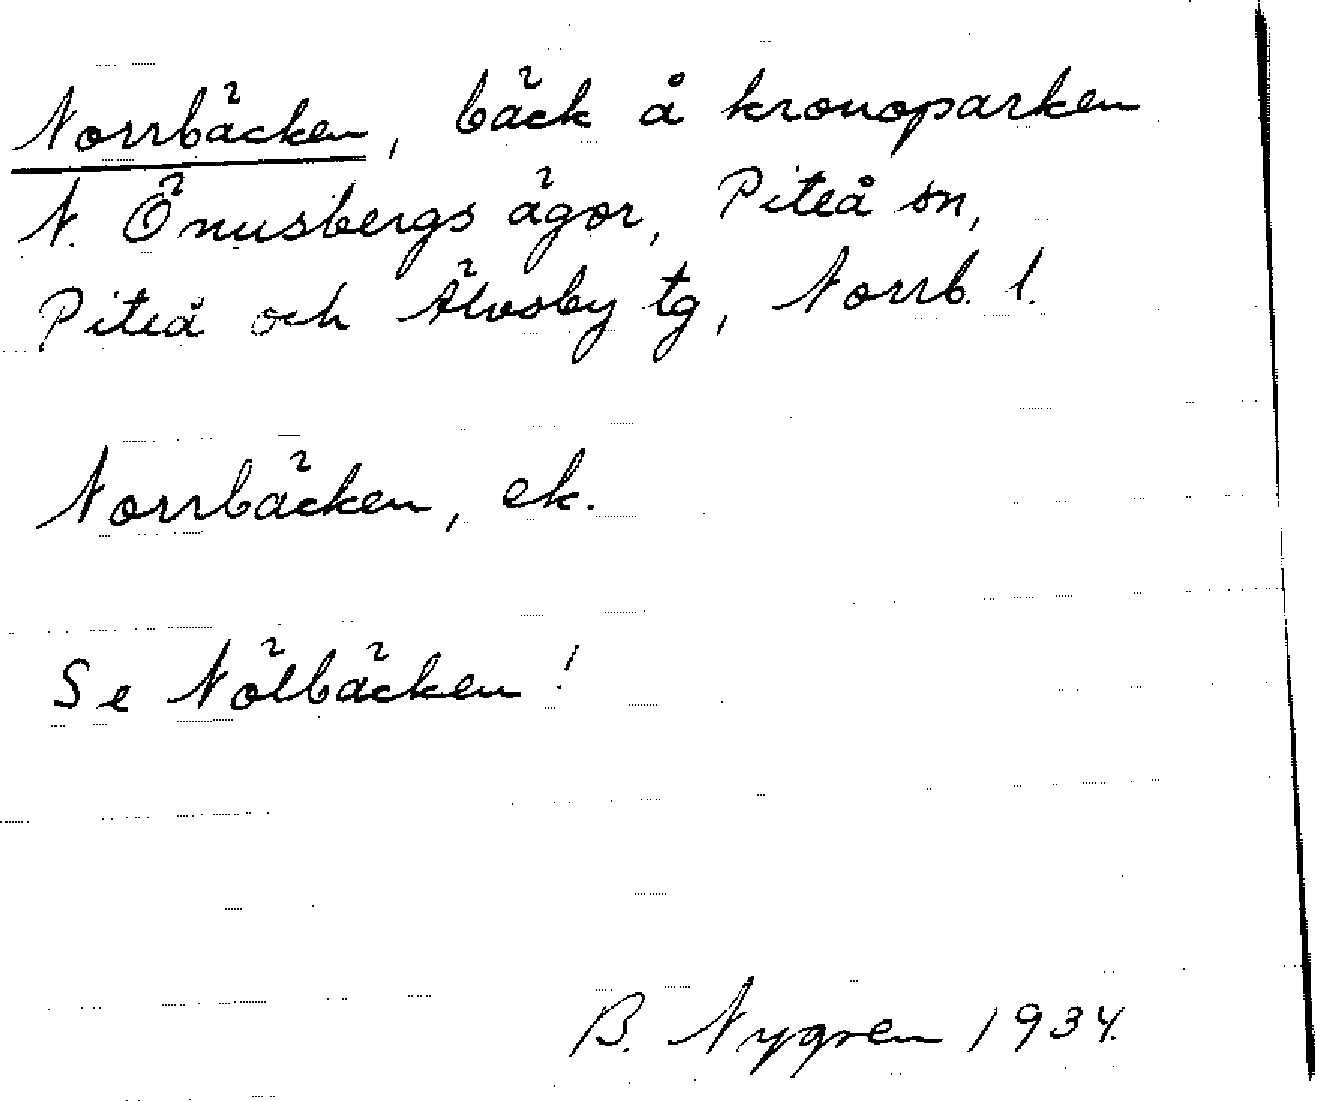 Norrbäcken, bäck å kronoparken
N. Önusbergs ägor, Piteå sn,
Piteå och Älvsby tg, Norrb. l.
Norrbäcken, ek.
Se Nölbäcken!
B. Nygren 1934.